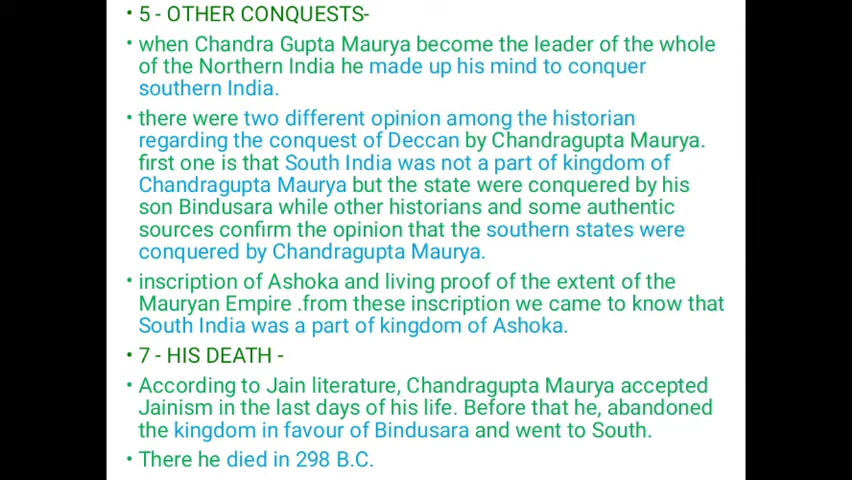 • 5 - OTHER CONQUESTS-
• when Chandra Gupta Maurya become the leader of the whole
of the Northern India he made up his mind to conquer
southern India.
• there were two different opinion among the historian
regarding the conquest of Deccan by Chandragupta Maurya.
first one is that South India was not a part of kingdom of
Chandragupta Maurya but the state were conquered by his
son Bindusara while other historians and some authentic
sources confirm the opinion that the southern states were
conquered by Chandragupta Maurya.
• inscription of Ashoka and living proof of the extent of the
Mauryan Empire .from these inscription we came to know that
South India was a part of kingdom of Ashoka.
• 7 - HIS DEATH -
• According to Jain literature, Chandragupta Maurya accepted
Jainism in the last days of his life. Before that he, abandoned
the kingdom in favour of Bindusara and went to South.
• There he died in 298 B.C.